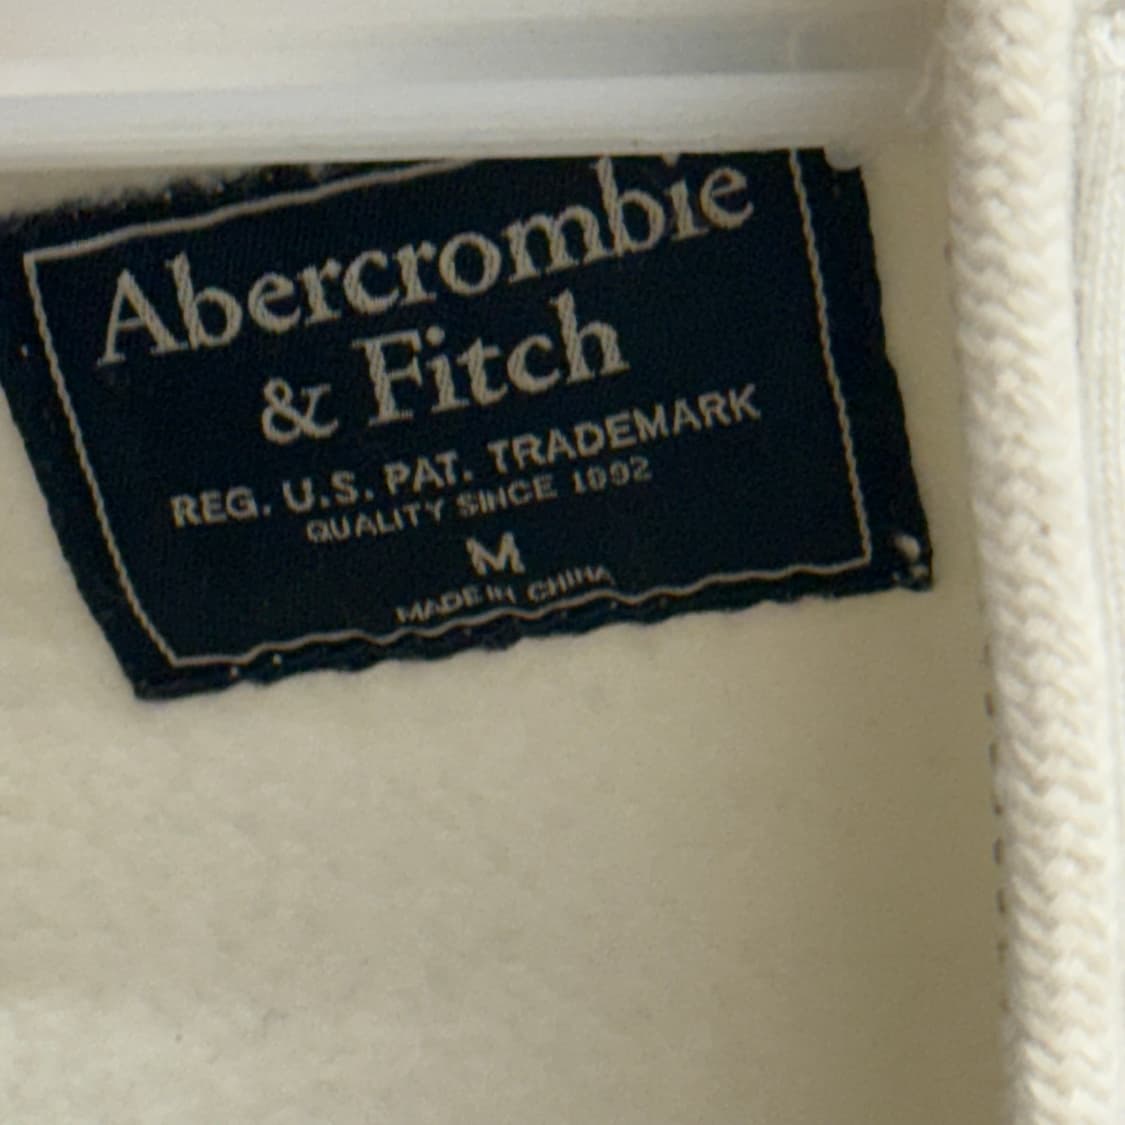 Abercrombie
& Fitch
REG. U.S. PAT. TRADEMARK
QUALITY SINCE 1892
M
MADE IN CHINA